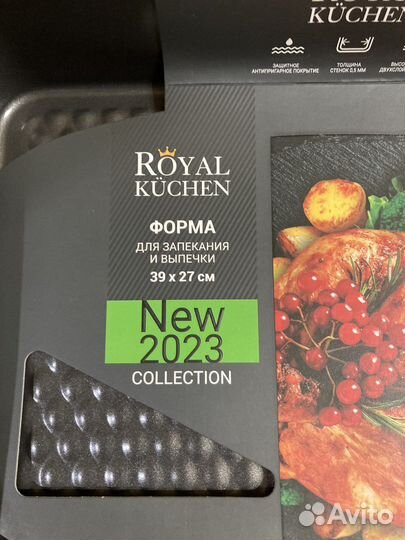 KÜCHEN
ЗАЩИТНОЕ
АНТИПРИГАРНОЕ ПОКРЫТИЕ
ТОЛЩИНА
СТЕНОК 0,5 ММ
ROYAL
KÜCHEN
ФОРМА
ДЛЯ ЗАПЕКАНИЯ
И ВЫПЕЧКИ
39 x 27 см
New
2023
COLLECTION
Avito